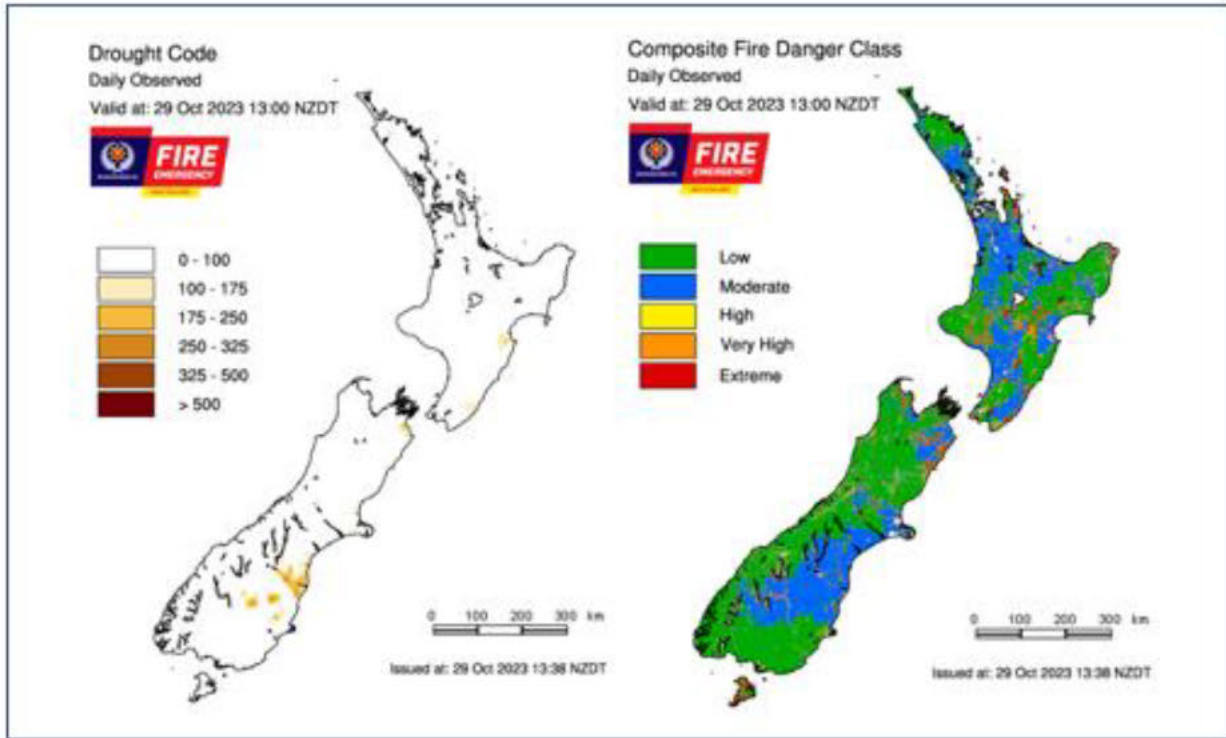 Drought Code
Daily Observed
Valid at: 29 Oct 2023 13:00 NZDT
FIRE
EMERGENCY
0 - 100
100 - 175
175 - 250
250 - 325
325 - 500
> 500
0 100 200 300 km
Issued at: 29 Oct 2023 13:38 NZDT
Composite Fire Danger Class
Daily Observed
Valid at: 29 Oct 2023 13:00 NZDT
FIRE
EMERGENCY
Low
Moderate
High
Very High
Extreme
0 100 200 300 km
Issued at: 29 Oct 2023 13:38 NZDT